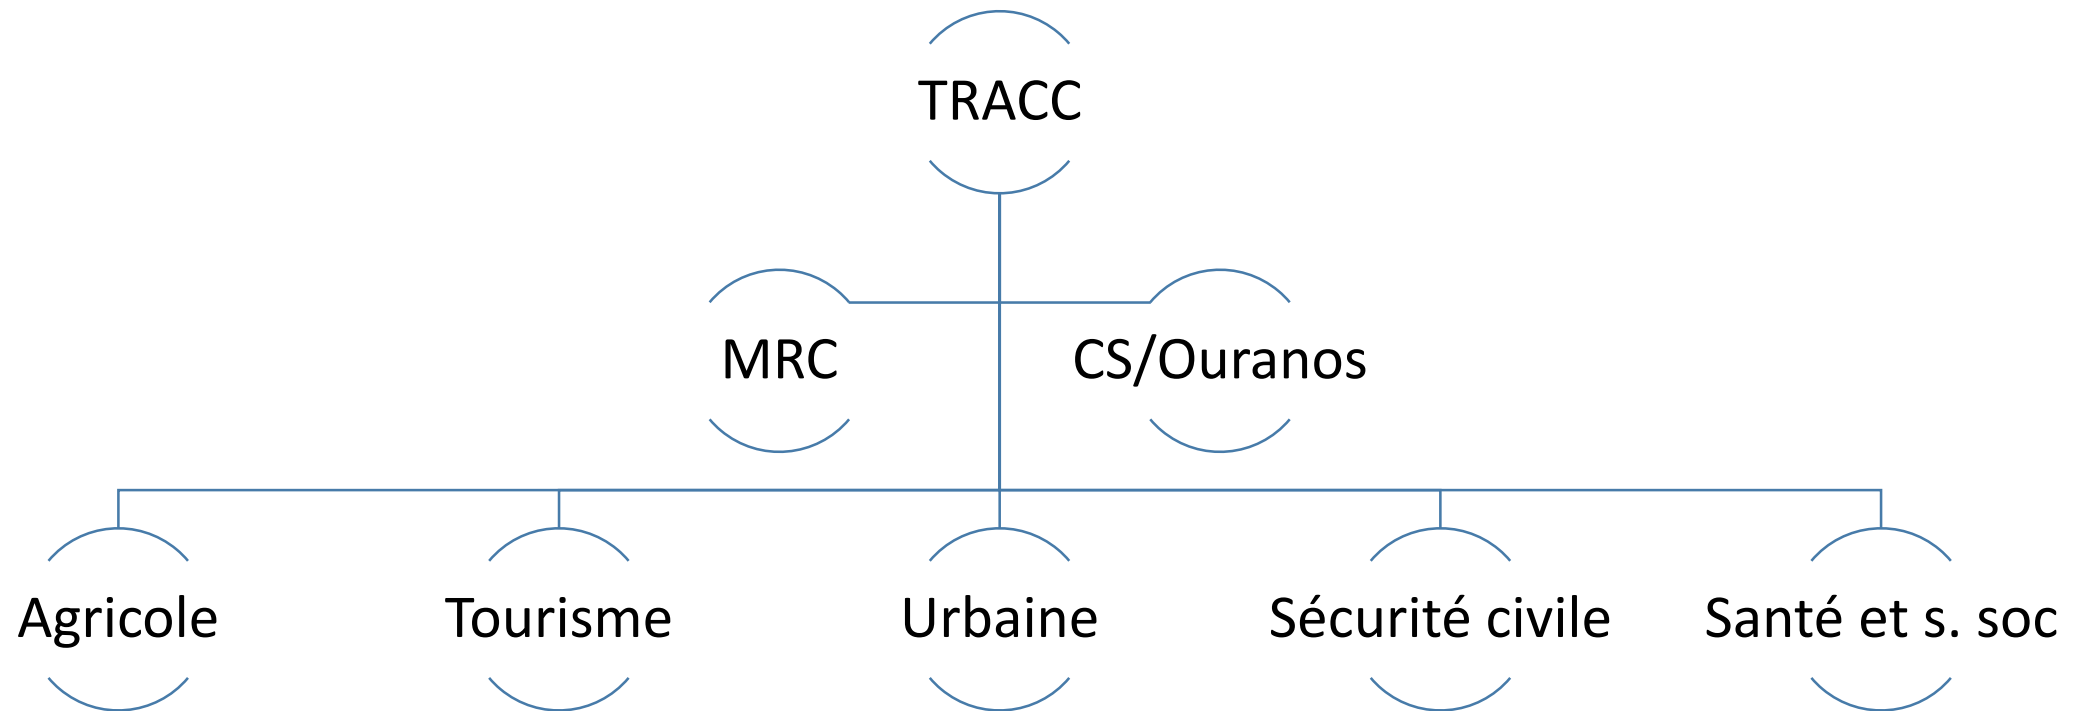 TRACC
MRC
CS/Ouranos
Agricole
Tourisme
Urbaine
Sécurité civile
Santé et s. soc